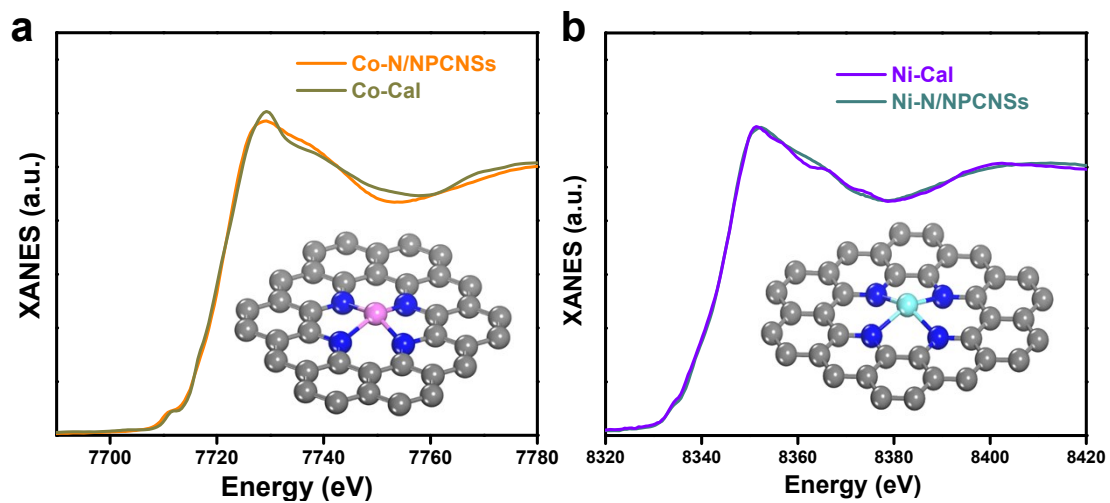 a
Co-N/NPCNSs
Co-Cal
XANES (a.u.)
7700 7720 7740 7760 7780
Energy (eV)
b
Ni-Cal
Ni-N/NPCNSs
XANES (a.u.)
8320 8340 8360 8380 8400 8420
Energy (eV)